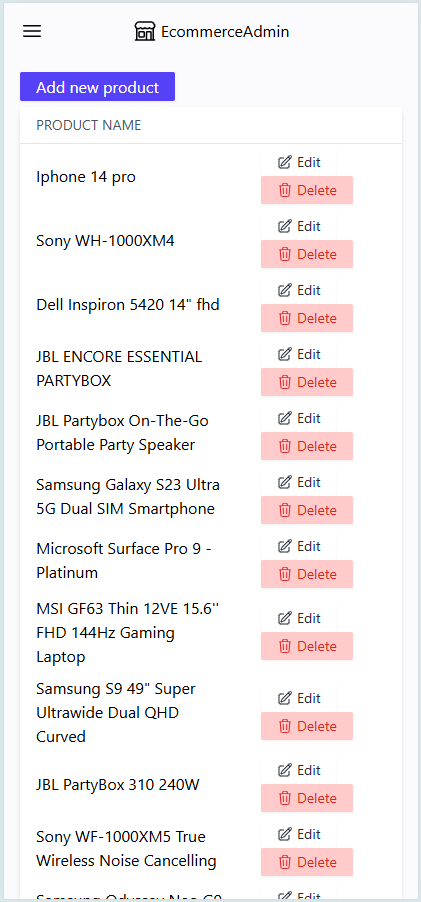 EcommerceAdmin
Add new product
PRODUCT NAME
Iphone 14 pro
Edit
Delete
Sony WH-1000XM4
Edit
Delete
Dell Inspiron 5420 14" fhd
Edit
Delete
JBL ENCORE ESSENTIAL
PARTYBOX
Edit
Delete
JBL Partybox On-The-Go
Portable Party Speaker
Edit
Delete
Samsung Galaxy S23 Ultra
5G Dual SIM Smartphone
Edit
Delete
Microsoft Surface Pro 9 -
Platinum
Edit
Delete
MSI GF63 Thin 12VE 15.6''
FHD 144Hz Gaming
Laptop
Edit
Delete
Samsung S9 49" Super
Ultrawide Dual QHD
Curved
Edit
Delete
JBL PartyBox 310 240W
Edit
Delete
Sony WF-1000XM5 True
Wireless Noise Cancelling
Edit
Delete
Samsung Odyssey Neo G9
Edit